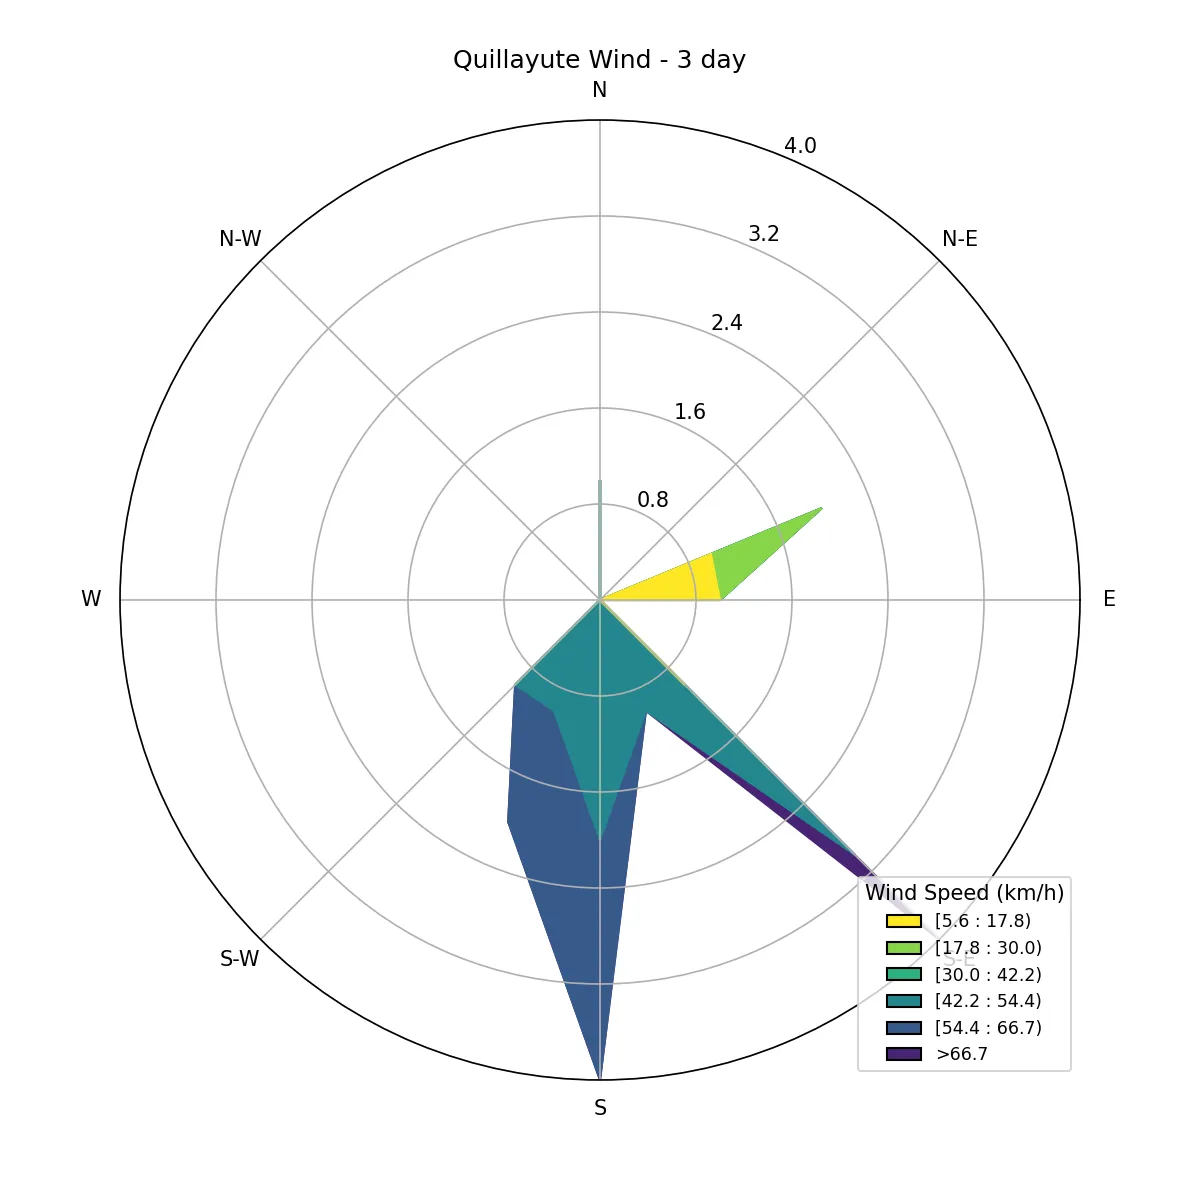 Quillayute Wind - 3 day
N
4.0
N-W
3.2
N-E
2.4
1.6
0.8
W
E
Wind Speed (km/h)
[5.6 : 17.8)
[17.8 : 30.0)
S-W
S-E
[30.0 : 42.2)
[42.2 : 54.4)
[54.4 : 66.7)
>66.7
S